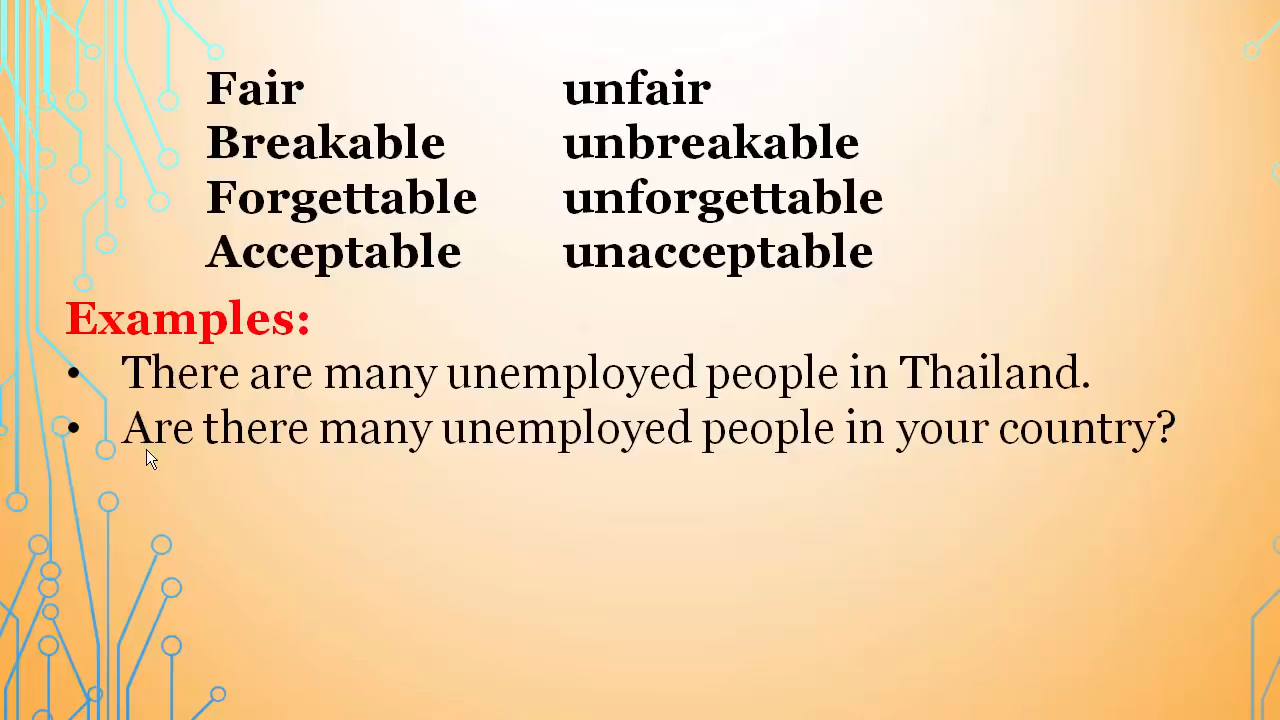 Fair unfair
Breakable unbreakable
Forgettable unforgettable
Acceptable unacceptable
Examples:
• There are many unemployed people in Thailand.
• Are there many unemployed people in your country?